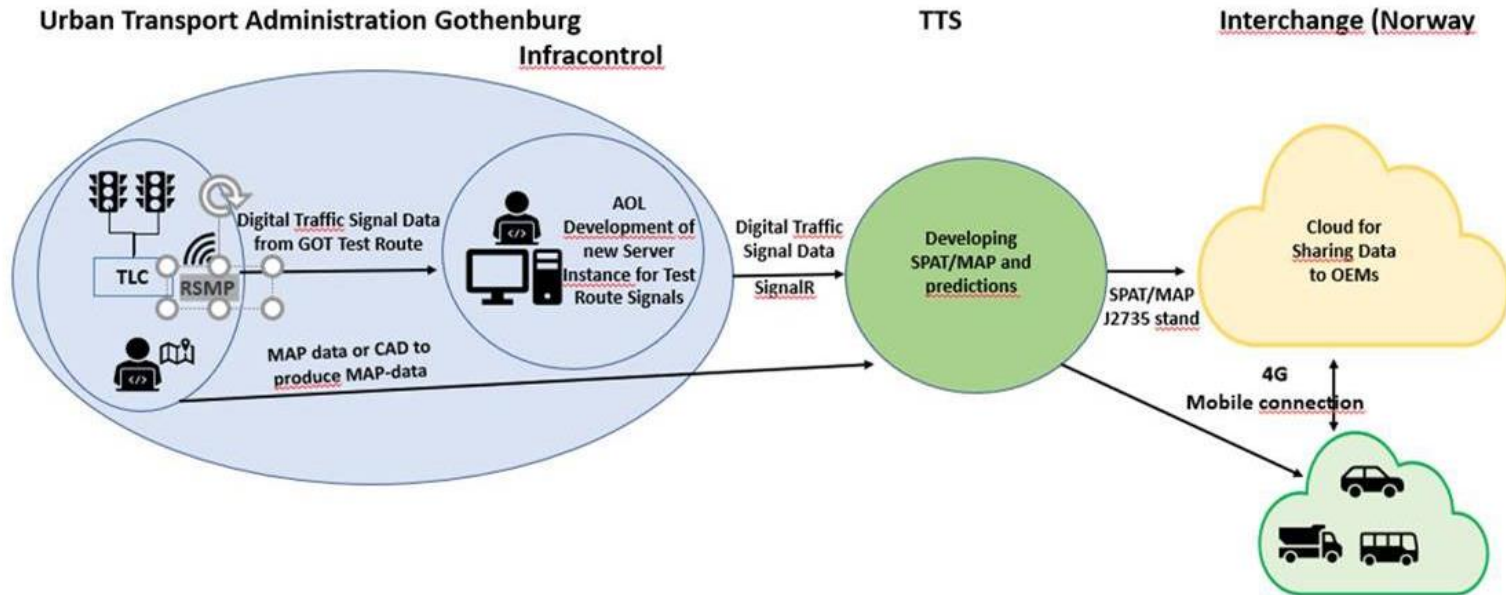 Urban Transport Administration Gothenburg
Infracontrol
TTS
Interchange (Norway
TLC
RSMP
Digital Traffic Signal Data
from GOT Test Route
AOL
Development of
new Server
Instance for Test
Route Signals
MAP data or CAD to
produce MAP-data
Digital Traffic
Signal Data
SignalR
Developing
SPAT/MAP and
predictions
SPAT/MAP
J2735 stand
Cloud for
Sharing Data
to OEMs
4G
Mobile connection